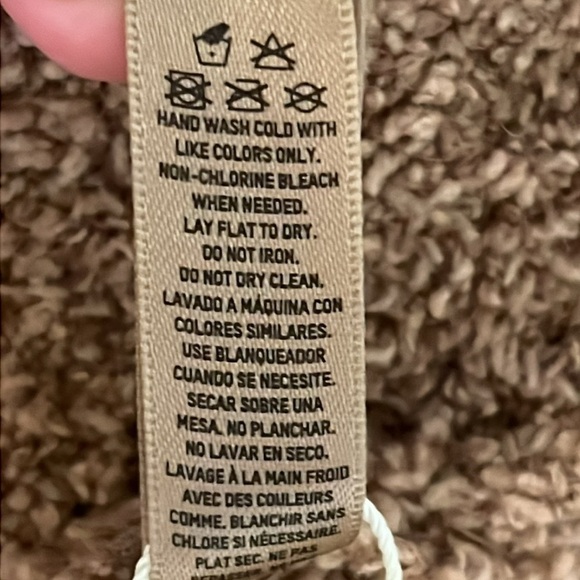 HAND WASH COLD WITH
LIKE COLORS ONLY.
NON-CHLORINE BLEACH
WHEN NEEDED.
LAY FLAT TO DRY.
DO NOT IRON.
DO NOT DRY CLEAN.
LAVADO A MÁQUINA CON
COLORES SIMILARES.
USE BLANQUEADOR
CUANDO SE NECESITE.
SECAR SOBRE UNA
MESA. NO PLANCHAR.
NO LAVAR EN SECO.
LAVAGE À LA MAIN FROID
AVEC DES COULEURS
COMME. BLANCHIR SANS
CHLORE SI NÉCESSAIRE.
PLAT SEC. NE PAS